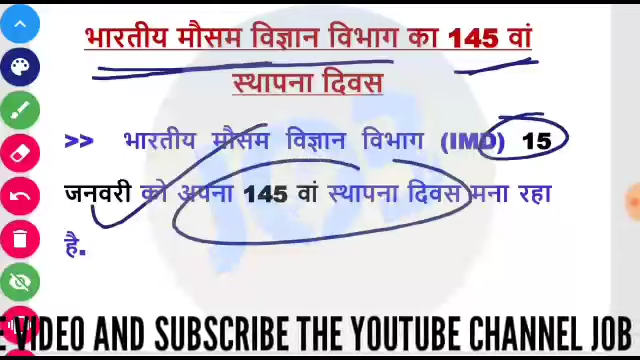 भारतीय मौसम विज्ञान विभाग का 145 वां
स्थापना दिवस
>> भारतीय मौसम विज्ञान विभाग (IMD) 15
जनवरी को अपना 145 वां स्थापना दिवस मना रहा
है.
VIDEO AND SUBSCRIBE THE YOUTUBE CHANNEL JOB